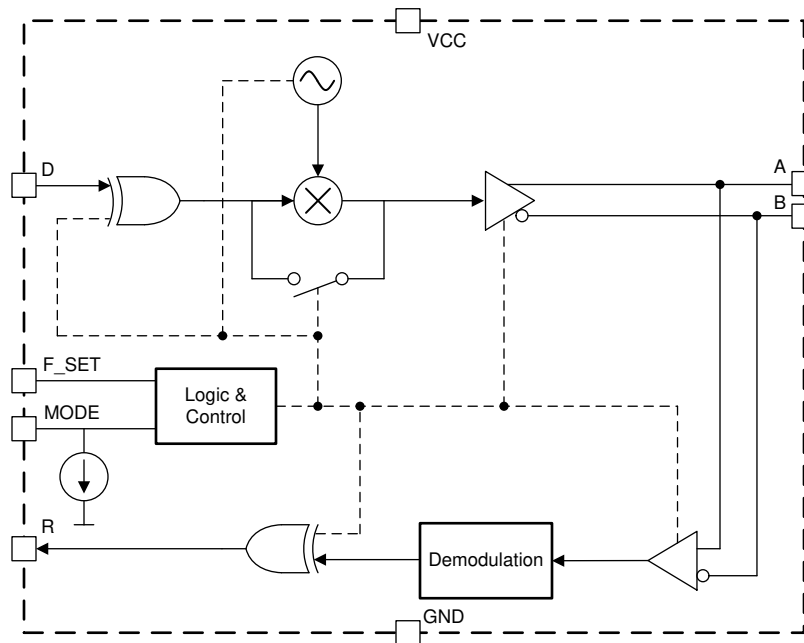 VCC
D
A
B
F_SET
Logic &
Control
MODE
R
Demodulation
GND